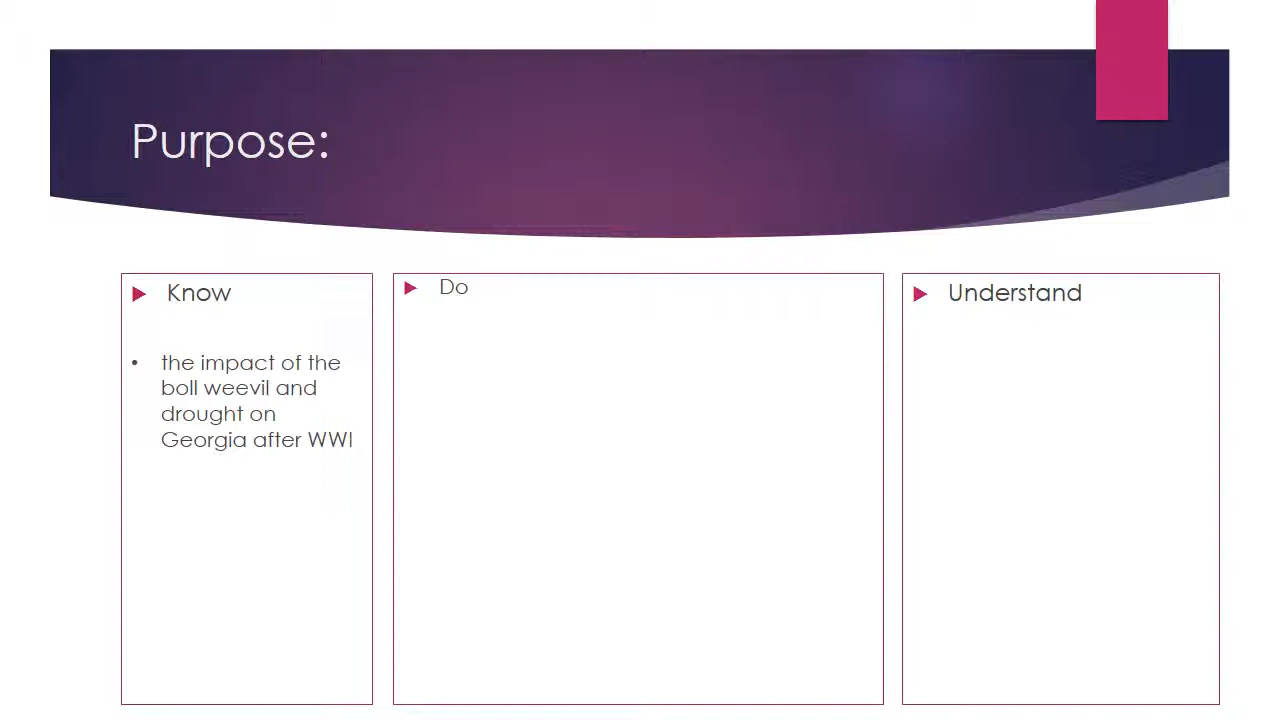 Purpose:
Know
• the impact of the
boll weevil and
drought on
Georgia after WWI
Do
Understand